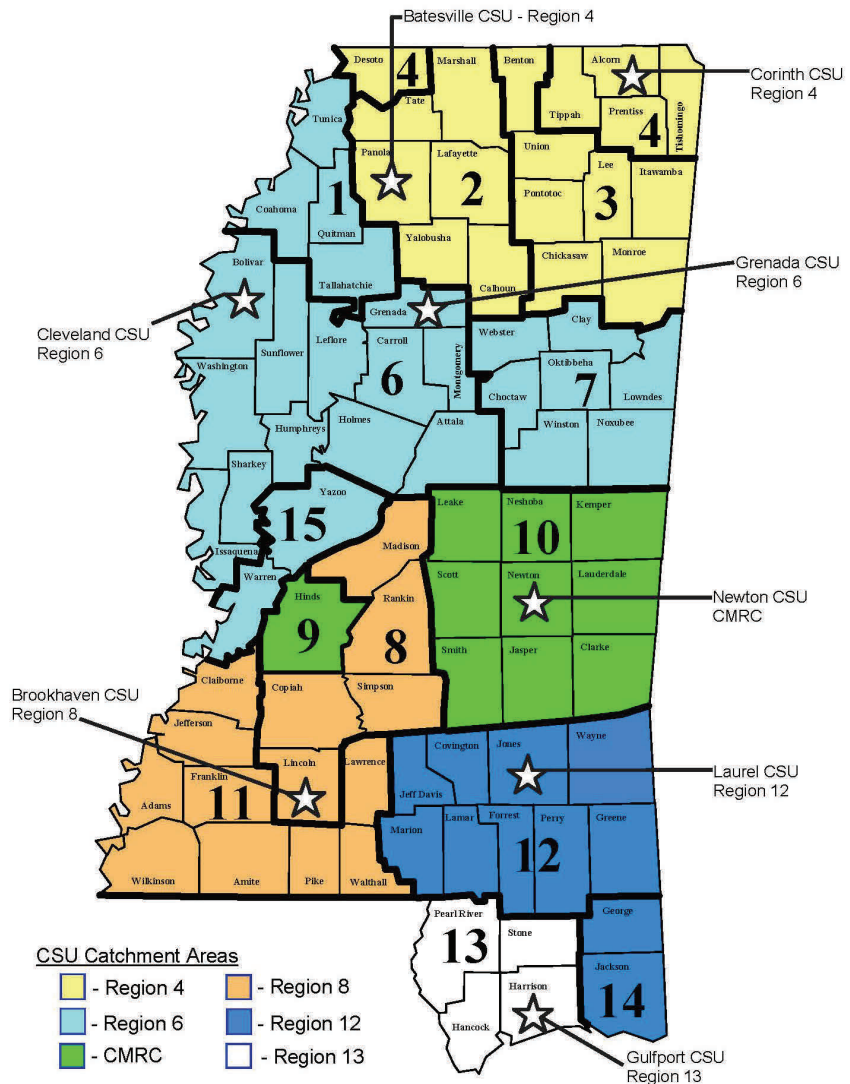 Batesville CSU - Region 4
Corinth CSU
Region 4
Desoto
4
Marshall
Benton
Alcorn
Tate
Tippah
Prentiss
4
Tishomingo
Tunica
Panola
Lafayette
2
Union
Lee
Itawamba
Pontotoc
3
Coahoma
1
Quitman
Yalobusha
Chickasaw
Monroe
Calhoun
Grenada CSU
Region 6
Bolivar
Tallahatchie
Grenada
Cleveland CSU
Region 6
Webster
Clay
Sunflower
Leflore
Carroll
6
Montgomery
Oktibbeha
7
Washington
Choctaw
Lowndes
Humphreys
Holmes
Attala
Winston
Noxubee
Sharkey
Yazoo
15
Issaquena
Leake
Neshoba
Kemper
10
Madison
Warren
Hinds
9
Rankin
8
Scott
Newton
Lauderdale
Newton CSU
CMRC
Smith
Jasper
Clarke
Brookhaven CSU
Region 8
Claiborne
Copiah
Simpson
Jefferson
Lincoln
Lawrence
Covington
Jones
Wayne
Laurel CSU
Region 12
Franklin
11
Adams
Jeff Davis
Marion
Lamar
Forrest
Perry
Greene
12
Wilkinson
Amite
Pike
Walthall
Pearl River
13
Stone
George
Jackson
14
Harrison
Hancock
Gulfport CSU
Region 13
CSU Catchment Areas
- Region 4
- Region 8
- Region 6
- Region 12
- CMRC
- Region 13